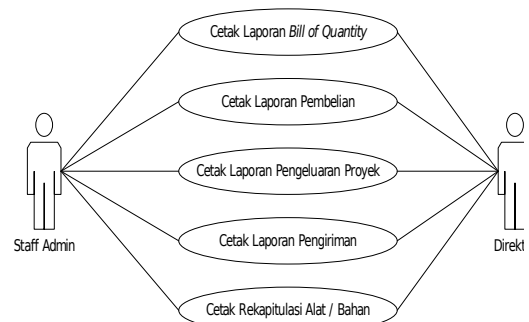 Cetak Laporan Bill of Quantity
Cetak Laporan Pembelian
Cetak Laporan Pengeluaran Proyek
Staff Admin
Cetak Laporan Pengiriman
Cetak Rekapitulasi Alat / Bahan